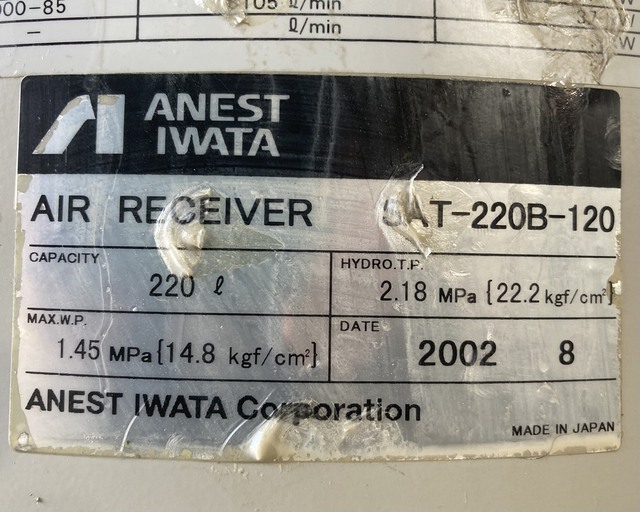 000-85 105 ℓ/min
– ℓ/min 37 W
ANEST
IWATA
AIR RECEIVER SAT-220B-120
CAPACITY
220 ℓ
HYDRO.T.P.
2.18 MPa {22.2 kgf/cm²}
MAX.W.P.
1.45 MPa {14.8 kgf/cm²}
DATE
2002 8
ANEST IWATA Corporation
MADE IN JAPAN